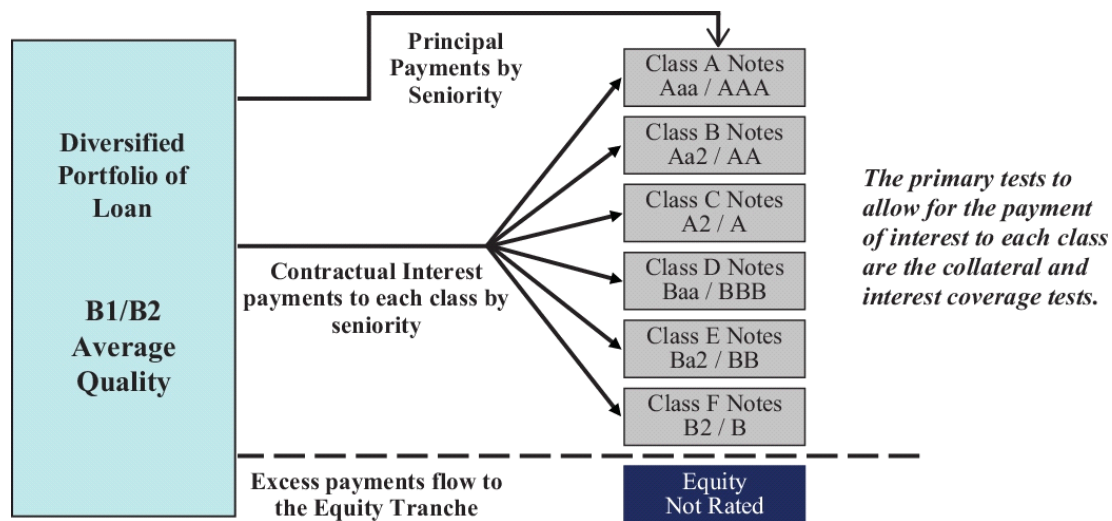 Diversified
Portfolio of
Loan
B1/B2
Average
Quality
Principal
Payments by
Seniority
Contractual Interest
payments to each class by
seniority
Excess payments flow to
the Equity Tranche
Class A Notes
Aaa / AAA
Class B Notes
Aa2 / AA
Class C Notes
A2 / A
Class D Notes
Baa / BBB
Class E Notes
Ba2 / BB
Class F Notes
B2 / B
Equity
Not Rated
The primary tests to
allow for the payment
of interest to each class
are the collateral and
interest coverage tests.